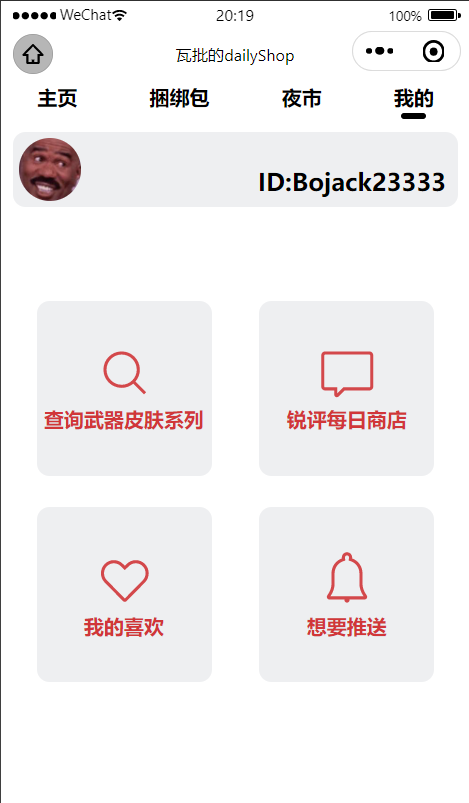 WeChat 20:19 100%
瓦批的dailyShop
主页 捆绑包 夜市 我的
ID:Bojack23333
查询武器皮肤系列 锐评每日商店
我的喜欢 想要推送